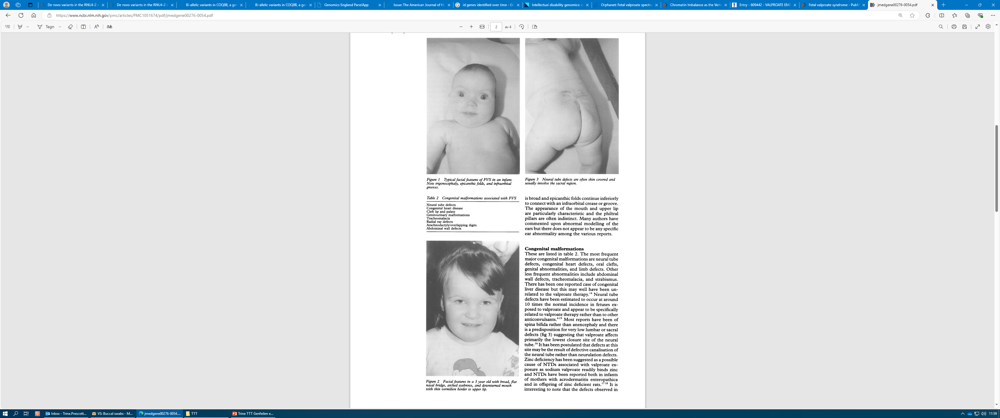 De novo variants in the RNU4-2 s
De novo variants in the RNU4-2 s
Bi-allelic variants in COQ8B, a ger
Bi-allelic variants in COQ8B, a ger
Genomics England PanelApp
Issue: The American Journal of Hu
id genes identified over time - Go
Intellectual disability genomics: c
Orphanet: Fetal valproate spectru
Chromatin Imbalance as the Verte
Entry - 609442 - VALPROATE EMB
Fetal valproate syndrome - PubM
jmedgene00276-0054.pdf
https://www.ncbi.nlm.nih.gov/pmc/articles/PMC1051674/pdf/jmedgene00276-0054.pdf
Tegn
2 av 4
Figure 1 Typical facial features of FVS in an infant.
Note trigonocephaly, epicanthic folds, and infraorbital
grooves.
Table 2 Congenital malformations associated with FVS
Neural tube defects
Congenital heart disease
Cleft lip and palate
Genitourinary malformations
Tracheomalacia
Radial ray defects
Arachnodactyly/overlapping digits
Abdominal wall defects
Figure 2 Facial features in a 3 year old with broad, flat
nasal bridge, arched eyebrows, and downturned mouth
with thin vermilion border to upper lip.
Figure 3 Neural tube defects are often skin covered and
usually involve the sacral region.
is broad and epicanthic folds continue inferiorly
to connect with an infraorbital crease or groove.
The appearance of the mouth and upper lip
are particularly characteristic and the philtral
pillars are often indistinct. Many authors have
commented upon abnormal modelling of the
ears but there does not appear to be any specific
ear abnormality among the various reports.
Congenital malformations
These are listed in table 2. The most frequent
major congenital malformations are neural tube
defects, congenital heart defects, oral clefts,
genital abnormalities, and limb defects. Other
less frequent abnormalities include abdominal
wall defects, tracheomalacia, and strabismus.
There has been one reported case of congenital
liver disease but this may well have been un-
related to the valproate therapy.14 Neural tube
defects have been estimated to occur at around
10 times the normal incidence in fetuses ex-
posed to valproate and appear to be specifically
related to valproate therapy rather than to other
anticonvulsants.6 15 Most reports have been of
spina bifida rather than anencephaly and there
is a predisposition for very low lumbar or sacral
defects (fig 3) suggesting that valproate affects
primarily the lowest closure site of the neural
tube.16 It has been postulated that defects at this
site may be the result of defective canalisation of
the neural tube rather than neurulation defects.
Zinc deficiency has been suggested as a possible
cause of NTDs associated with valproate ex-
posure as sodium valproate readily binds zinc
and NTDs have been reported both in infants
of mothers with acrodermatitis enteropathica
and in offspring of zinc deficient rats.17 18 It is
interesting to note that the defects observed in
Inbox - Trine.Prescott...
VS: Buccal swabs - M...
jmedgene00276-0054....
TTT
Trine TTT Genfeilen e...
11:59